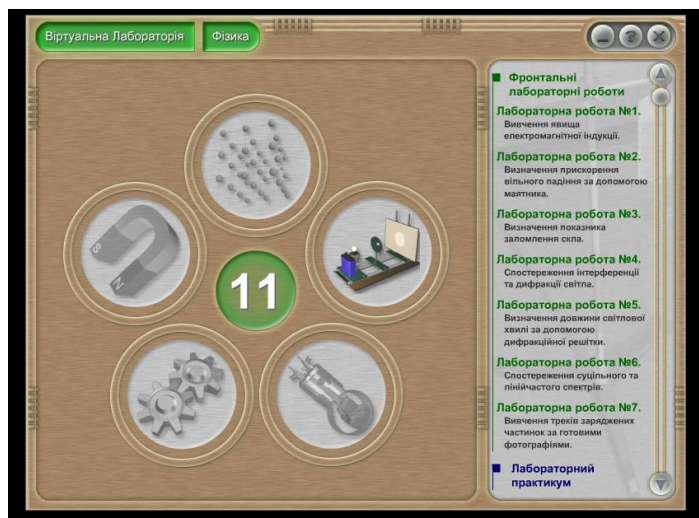 Віртуальна Лабораторія
Фізика
?
Фронтальні
лабораторні роботи
Лабораторна робота №1.
Вивчення явища
електромагнітної індукції.
Лабораторна робота №2.
Визначення прискорення
вільного падіння за допомогою
маятника.
Лабораторна робота №3.
Визначення показника
заломлення скла.
Лабораторна робота №4.
Спостереження інтерференції
та дифракції світла.
Лабораторна робота №5.
Визначення довжини світлової
хвилі за допомогою
дифракційної решітки.
Лабораторна робота №6.
Спостереження суцільного та
лінійчастого спектрів.
Лабораторна робота №7.
Вивчення треків заряджених
частинок за готовими
фотографіями.
Лабораторний
практикум
S
N
11